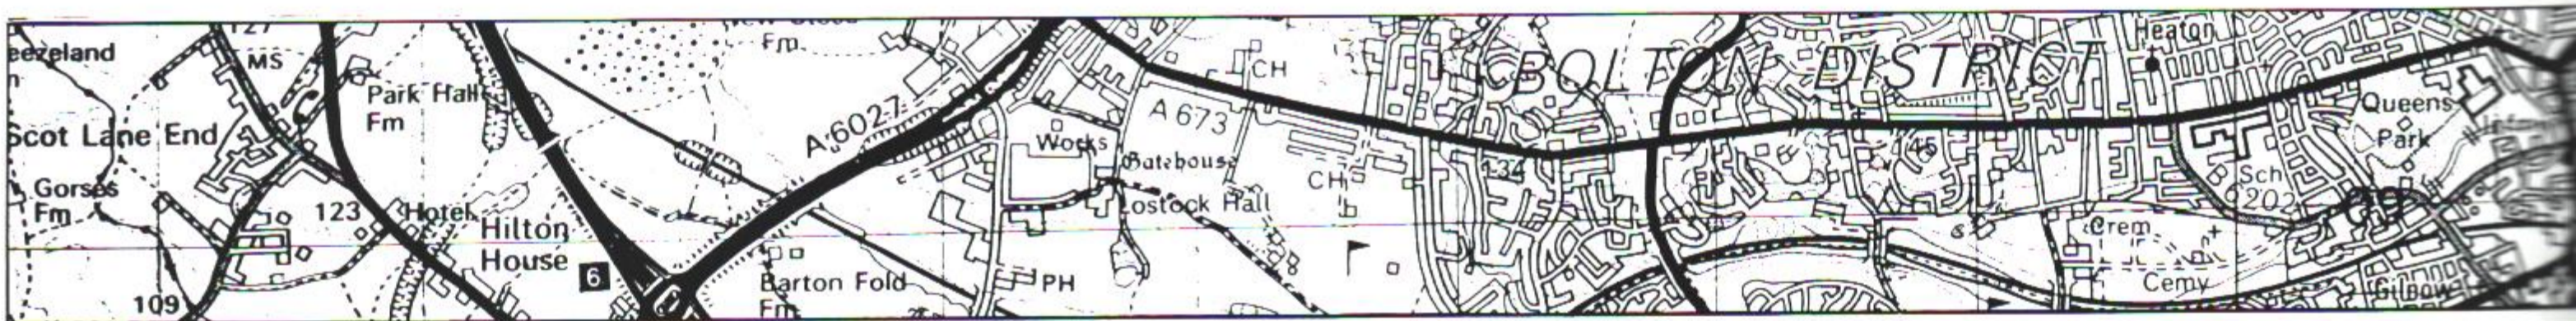 127
MS
Park Hall
Fm
Scot Lane End
Gorses
Fm
123
Hotel
Hilton
House
6
109
Fm
A 6027
Barton Fold
Fm
Works
A 673
Gatehouse
Lostock Hall
PH
CH
CH
BOLTON DISTRICT
134
145
Heaton
Queens
Park
Sch
B 6202
09
Crem
Cemy
Gilnow